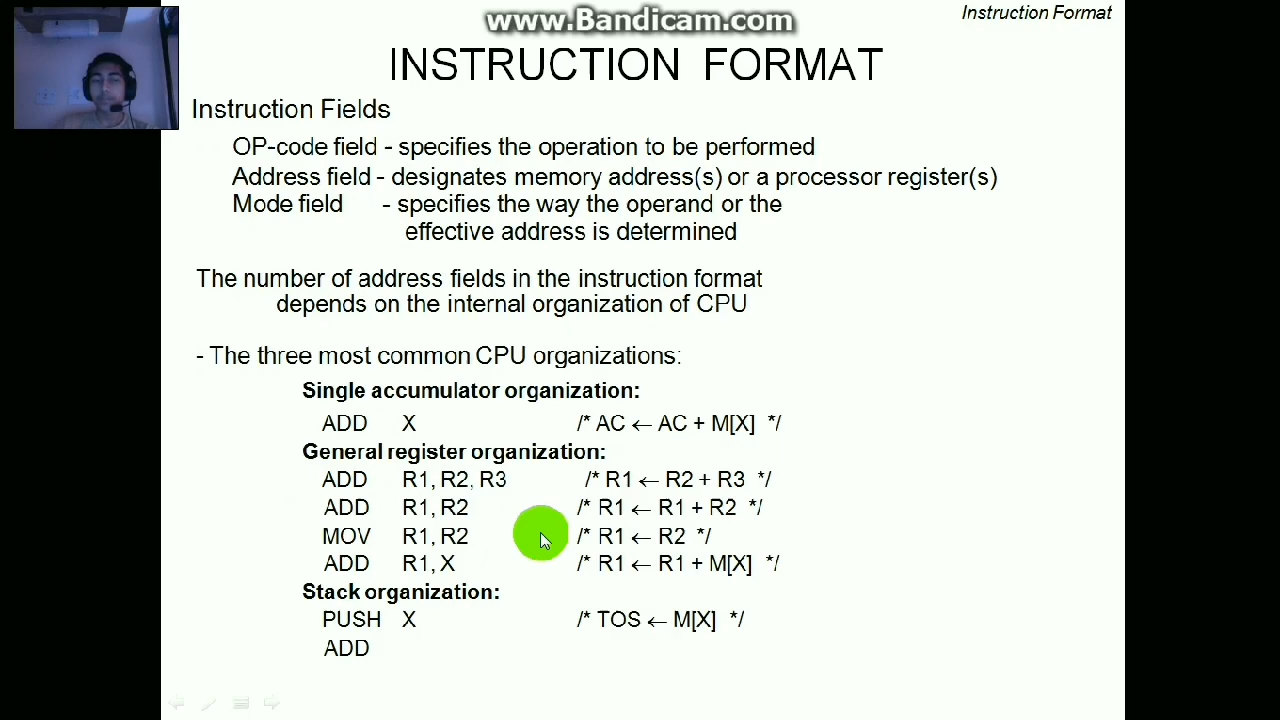 www.Bandicam.com
Instruction Format
INSTRUCTION FORMAT
Instruction Fields
OP-code field - specifies the operation to be performed
Address field - designates memory address(s) or a processor register(s)
Mode field - specifies the way the operand or the
effective address is determined
The number of address fields in the instruction format
depends on the internal organization of CPU
- The three most common CPU organizations:
Single accumulator organization:
ADD X /* AC ← AC + M[X] */
General register organization:
ADD R1, R2, R3 /* R1 ← R2 + R3 */
ADD R1, R2 /* R1 ← R1 + R2 */
MOV R1, R2 /* R1 ← R2 */
ADD R1, X /* R1 ← R1 + M[X] */
Stack organization:
PUSH X /* TOS ← M[X] */
ADD